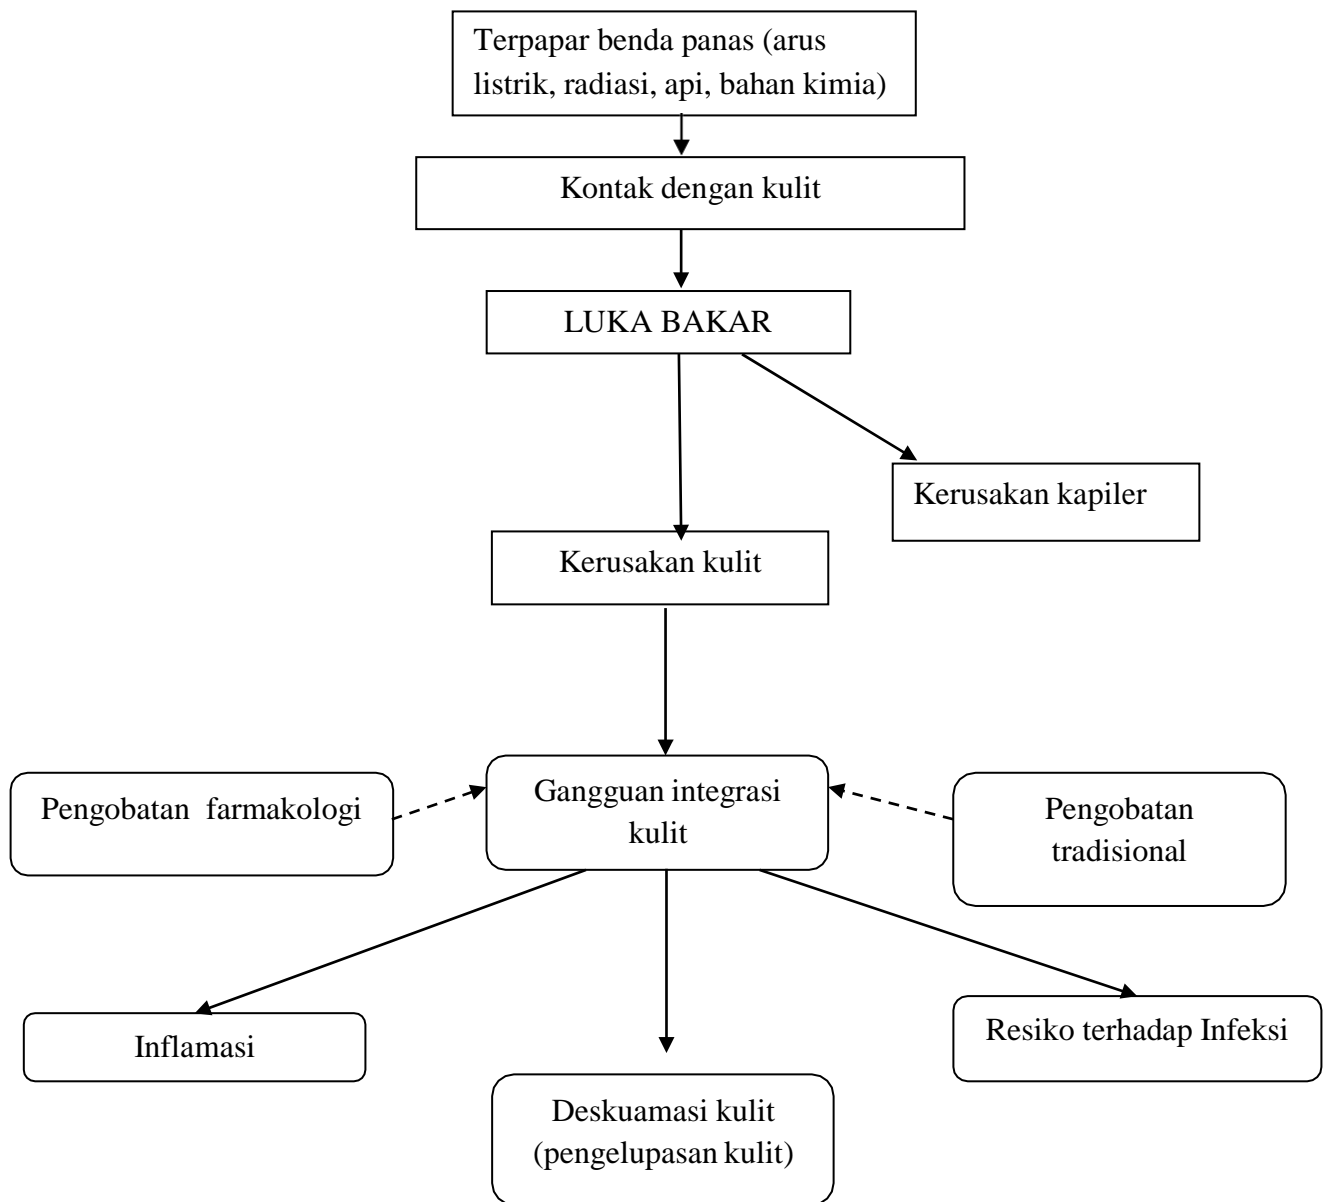 Terpapar benda panas (arus
listrik, radiasi, api, bahan kimia)
Kontak dengan kulit
LUKA BAKAR
Kerusakan kapiler
Kerusakan kulit
Pengobatan farmakologi
Gangguan integrasi
kulit
Pengobatan
tradisional
Inflamasi
Resiko terhadap Infeksi
Deskuamasi kulit
(pengelupasan kulit)